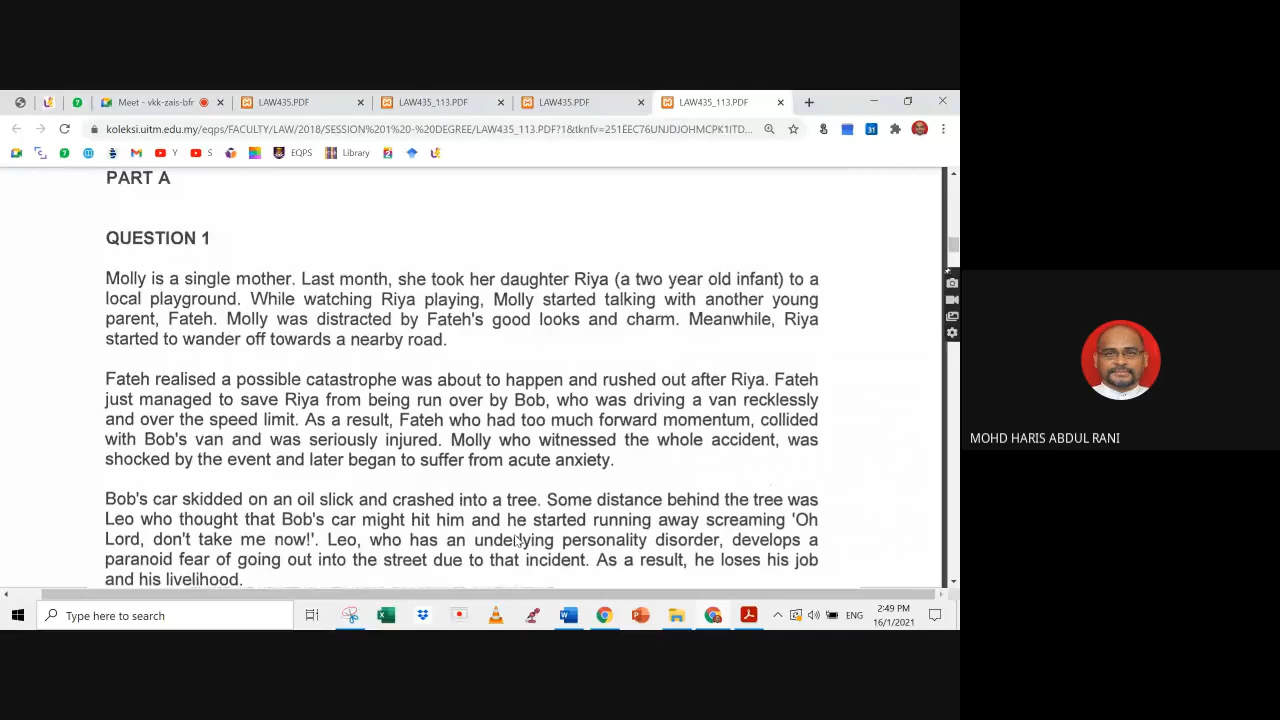 Meet - vkk-zais-bfr
LAW435.PDF
LAW435_113.PDF
LAW435.PDF
LAW435_113.PDF
koleksi.uitm.edu.my/eqps/FACULTY/LAW/2018/SESSION%201%20-%20DEGREE/LAW435_113.PDF?1&tknfv=251EEC76UNJDJOHMCPK1ITD...
Y
S
EQPS
Library
PART A
QUESTION 1
Molly is a single mother. Last month, she took her daughter Riya (a two year old infant) to a
local playground. While watching Riya playing, Molly started talking with another young
parent, Fateh. Molly was distracted by Fateh's good looks and charm. Meanwhile, Riya
started to wander off towards a nearby road.
Fateh realised a possible catastrophe was about to happen and rushed out after Riya. Fateh
just managed to save Riya from being run over by Bob, who was driving a van recklessly
and over the speed limit. As a result, Fateh who had too much forward momentum, collided
with Bob's van and was seriously injured. Molly who witnessed the whole accident, was
shocked by the event and later began to suffer from acute anxiety.
Bob's car skidded on an oil slick and crashed into a tree. Some distance behind the tree was
Leo who thought that Bob's car might hit him and he started running away screaming 'Oh
Lord, don't take me now!'. Leo, who has an underlying personality disorder, develops a
paranoid fear of going out into the street due to that incident. As a result, he loses his job
and his livelihood.
MOHD HARIS ABDUL RANI
Type here to search
ENG
2:49 PM
16/1/2021